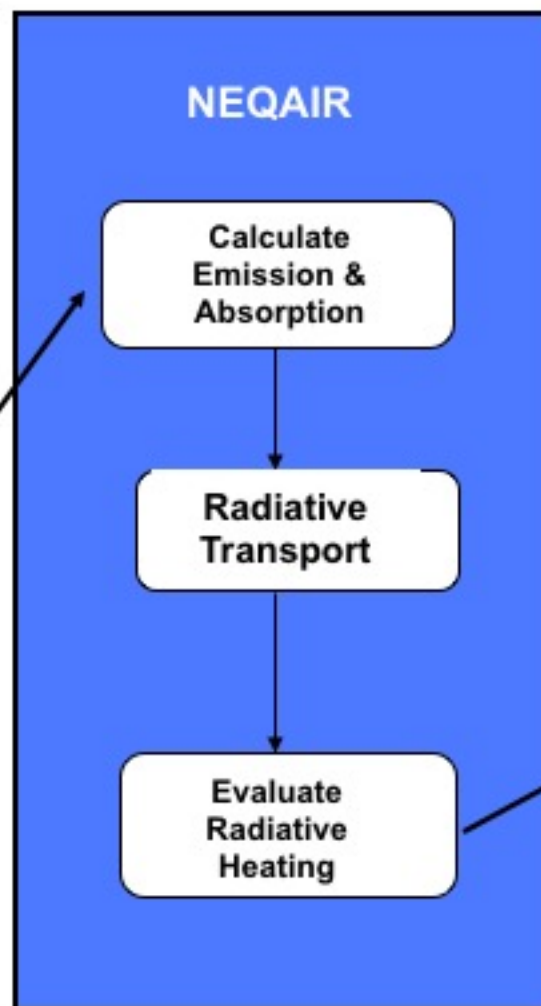 NEQAIR
Calculate
Emission &
Absorption
Radiative
Transport
Evaluate
Radiative
Heating